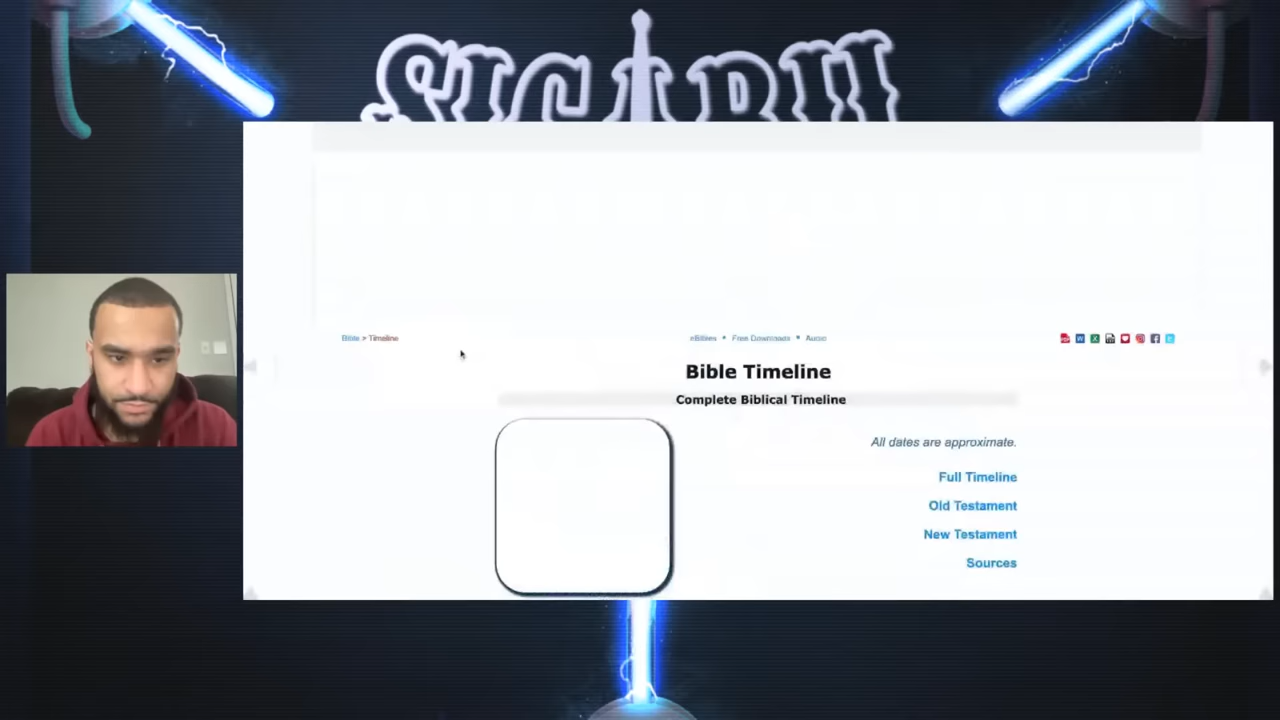 SICARII
Bible > Timeline
eBibles • Free Downloads • Audio
Bible Timeline
Complete Biblical Timeline
All dates are approximate.
Full Timeline
Old Testament
New Testament
Sources